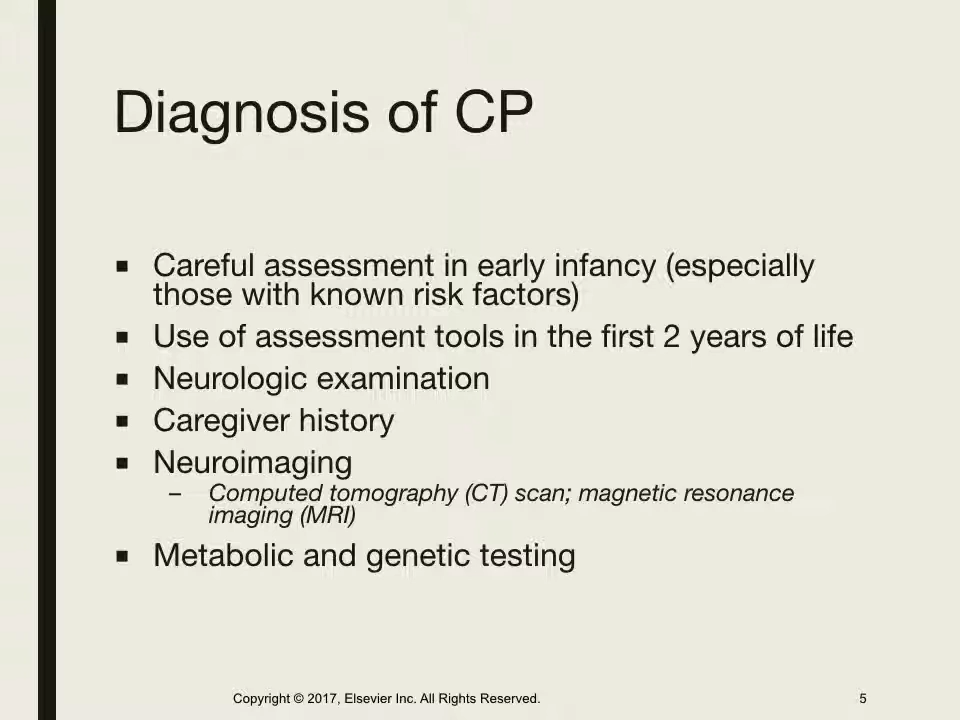 Diagnosis of CP
▪ Careful assessment in early infancy (especially
those with known risk factors)
▪ Use of assessment tools in the first 2 years of life
▪ Neurologic examination
▪ Caregiver history
▪ Neuroimaging
– Computed tomography (CT) scan; magnetic resonance
imaging (MRI)
▪ Metabolic and genetic testing
Copyright © 2017, Elsevier Inc. All Rights Reserved. 5